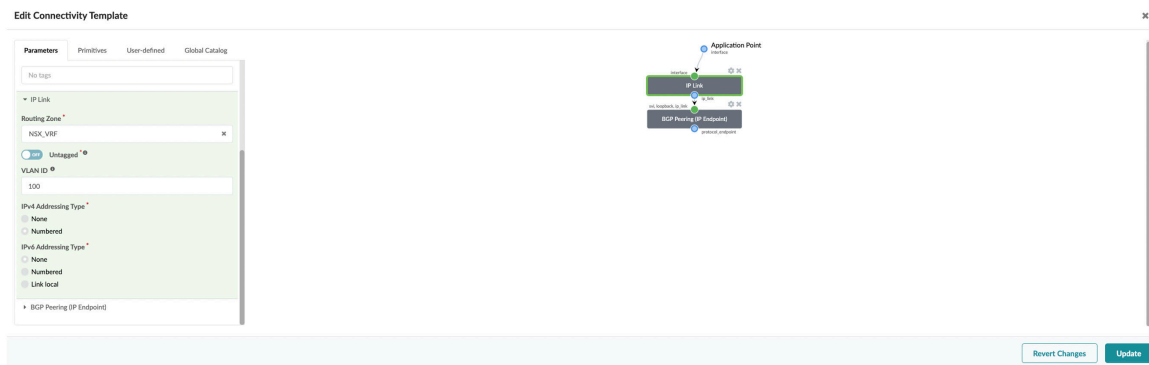 Edit Connectivity Template
Parameters Primitives User-defined Global Catalog
No tags
IP Link
Routing Zone *
NSX_VRF
OFF Untagged *
VLAN ID
100
IPv4 Addressing Type *
None
Numbered
IPv6 Addressing Type *
None
Numbered
Link local
BGP Peering (IP Endpoint)
Application Point
interface
interface
IP Link
ip_link
svi, loopback, ip_link
BGP Peering (IP Endpoint)
protocol_endpoint
Revert Changes Update